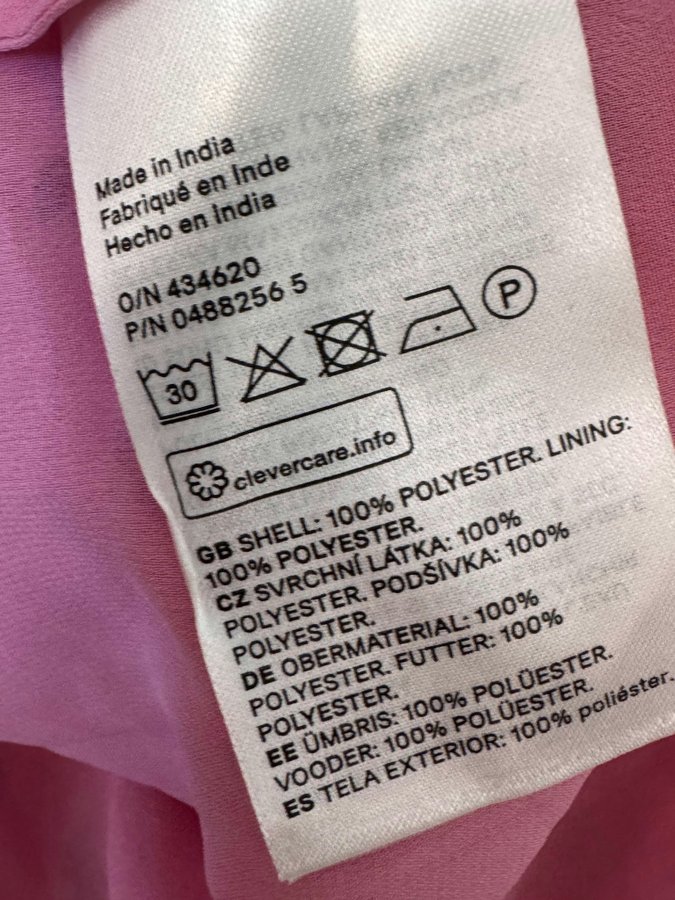 Made in India
Fabriqué en Inde
Hecho en India
O/N 434620
P/N 0488256 5
30 P
clevercare.info
GB SHELL: 100% POLYESTER. LINING:
100% POLYESTER.
CZ SVRCHNÍ LÁTKA: 100%
POLYESTER. PODŠÍVKA: 100%
POLYESTER.
DE OBERMATERIAL: 100%
POLYESTER. FUTTER: 100%
POLYESTER.
EE ÜMBRIS: 100% POLÜESTER.
VOODER: 100% POLÜESTER.
ES TELA EXTERIOR: 100% poliéster.